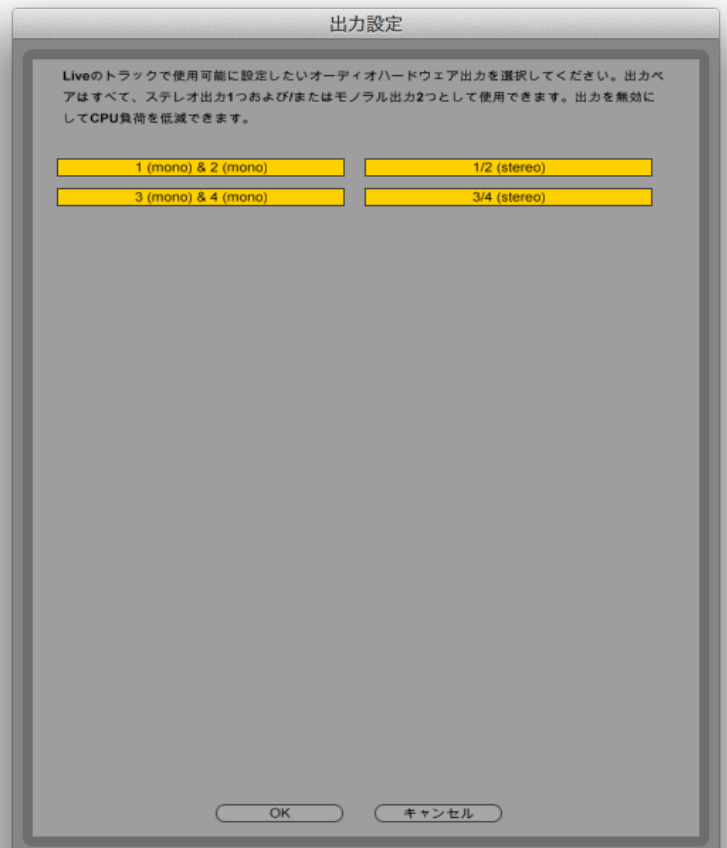 出力設定
Liveのトラックで使用可能に設定したいオーディオハードウェア出力を選択してください。出力ペ
アはすべて、ステレオ出力1つおよび/またはモノラル出力2つとして使用できます。出力を無効に
してCPU負荷を低減できます。
1 (mono) & 2 (mono) 1/2 (stereo)
3 (mono) & 4 (mono) 3/4 (stereo)
OK キャンセル